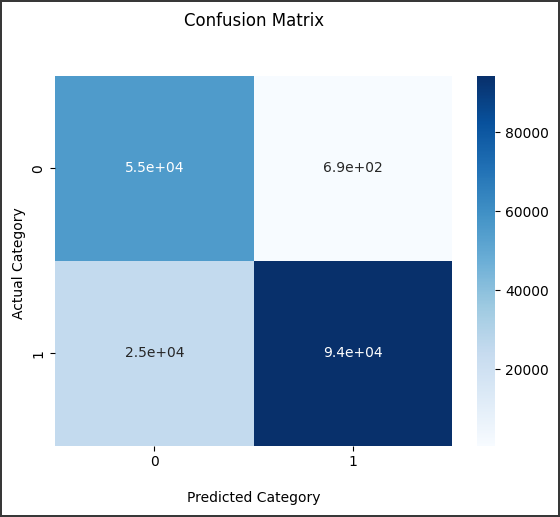 Confusion Matrix
Actual Category
0
5.5e+04
6.9e+02
1
2.5e+04
9.4e+04
0
1
Predicted Category
80000
60000
40000
20000